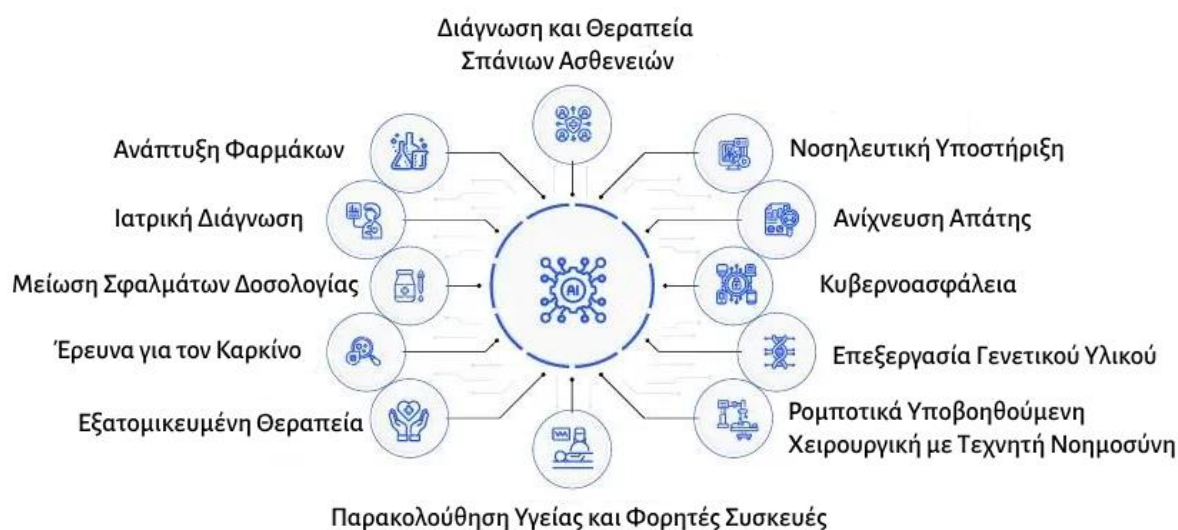 Διάγνωση και Θεραπεία
Σπάνιων Ασθενειών
Ανάπτυξη Φαρμάκων
Νοσηλευτική Υποστήριξη
Ιατρική Διάγνωση
Ανίχνευση Απάτης
Μείωση Σφαλμάτων Δοσολογίας
AI
Κυβερνοασφάλεια
Έρευνα για τον Καρκίνο
Επεξεργασία Γενετικού Υλικού
Εξατομικευμένη Θεραπεία
Ρομποτικά Υποβοηθούμενη
Χειρουργική με Τεχνητή Νοημοσύνη
Παρακολούθηση Υγείας και Φορητές Συσκευές